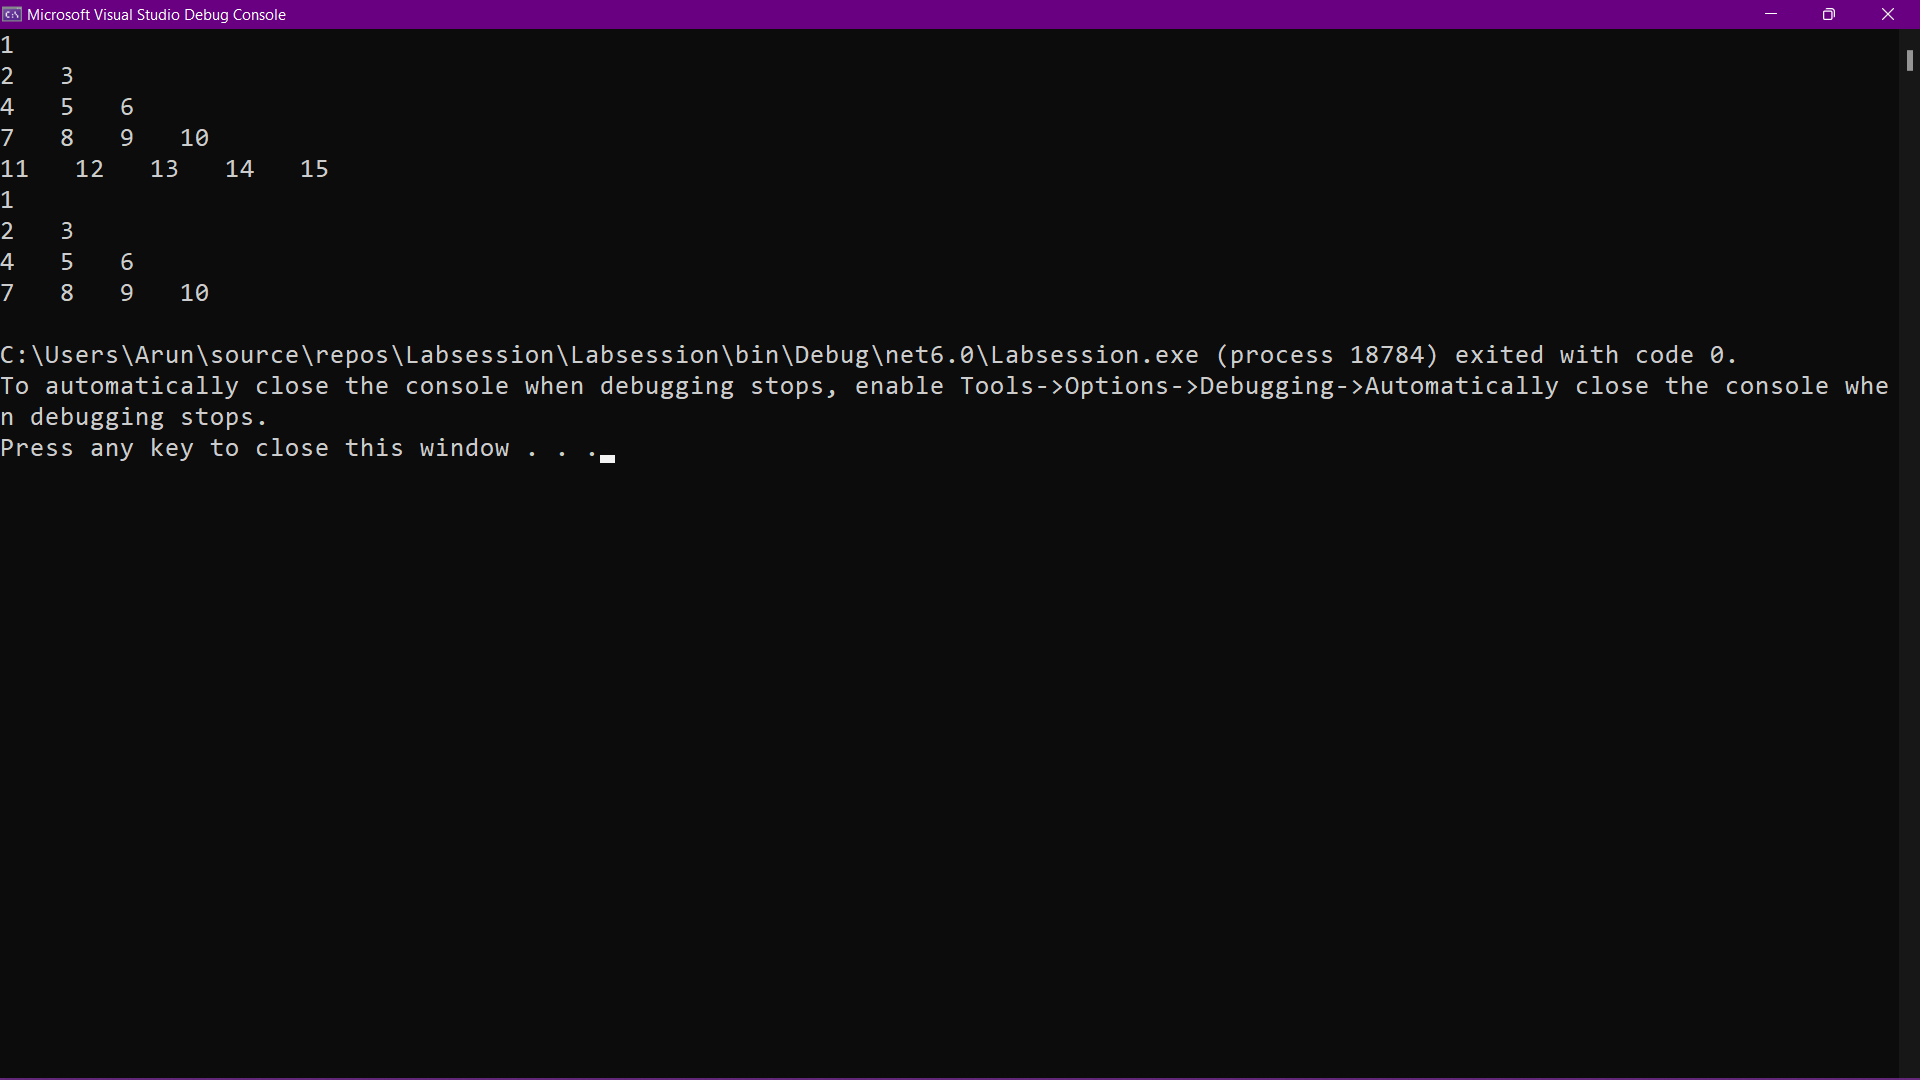 Microsoft Visual Studio Debug Console
1
2   3
4   5   6
7   8   9   10
11   12   13   14   15
1
2   3
4   5   6
7   8   9   10
C:\Users\Arun\source\repos\Labsession\Labsession\bin\Debug\net6.0\Labsession.exe (process 18784) exited with code 0.
To automatically close the console when debugging stops, enable Tools->Options->Debugging->Automatically close the console whe
n debugging stops.
Press any key to close this window . . .